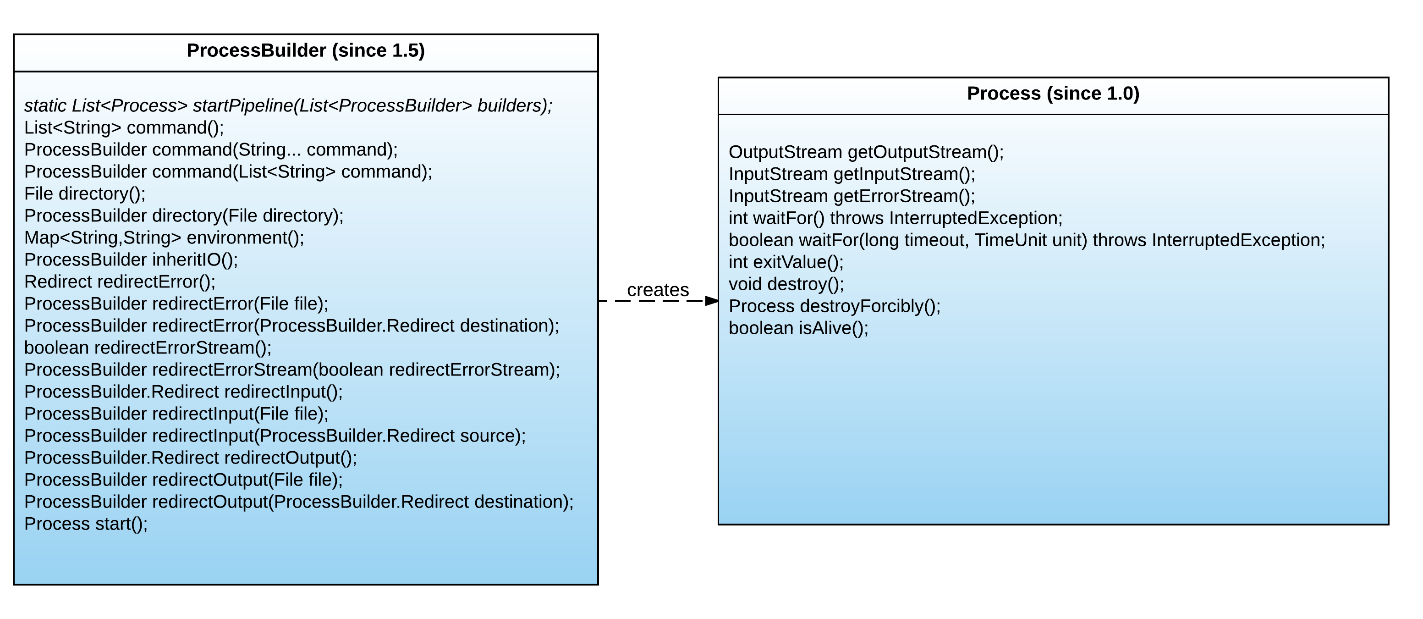 ProcessBuilder (since 1.5)
static List<Process> startPipeline(List<ProcessBuilder> builders);
List<String> command();
ProcessBuilder command(String... command);
ProcessBuilder command(List<String> command);
File directory();
ProcessBuilder directory(File directory);
Map<String,String> environment();
ProcessBuilder inheritIO();
Redirect redirectError();
ProcessBuilder redirectError(File file);
ProcessBuilder redirectError(ProcessBuilder.Redirect destination);
boolean redirectErrorStream();
ProcessBuilder redirectErrorStream(boolean redirectErrorStream);
ProcessBuilder.Redirect redirectInput();
ProcessBuilder redirectInput(File file);
ProcessBuilder redirectInput(ProcessBuilder.Redirect source);
ProcessBuilder.Redirect redirectOutput();
ProcessBuilder redirectOutput(File file);
ProcessBuilder redirectOutput(ProcessBuilder.Redirect destination);
Process start();
creates
Process (since 1.0)
OutputStream getOutputStream();
InputStream getInputStream();
InputStream getErrorStream();
int waitFor() throws InterruptedException;
boolean waitFor(long timeout, TimeUnit unit) throws InterruptedException;
int exitValue();
void destroy();
Process destroyForcibly();
boolean isAlive();